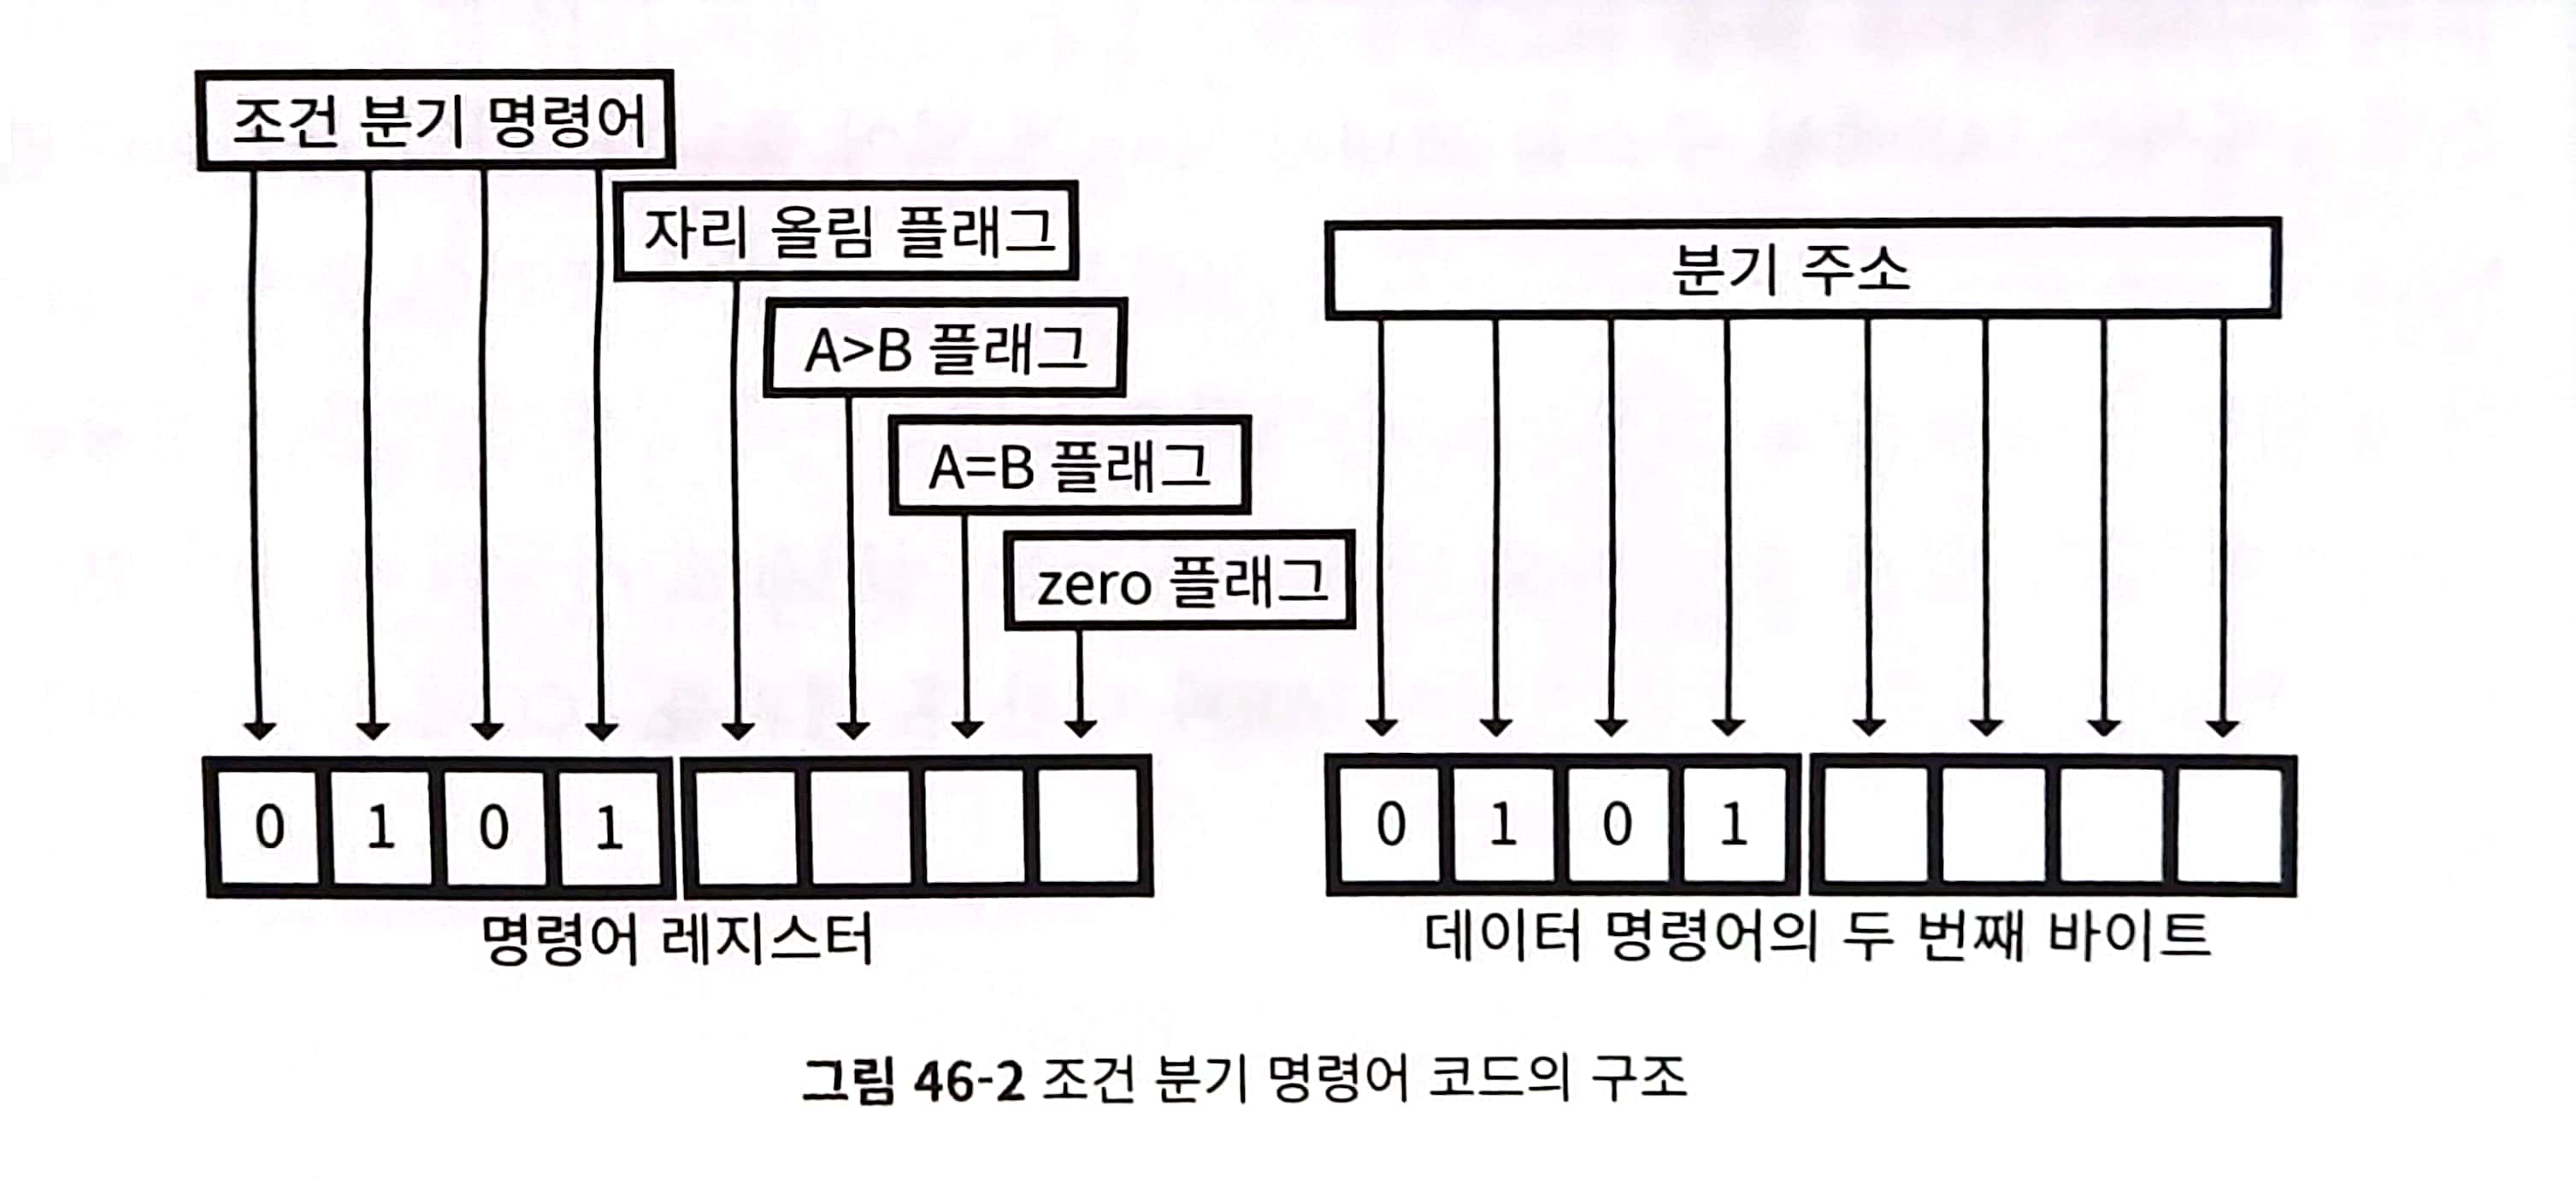 조건 분기 명령어
자리 올림 플래그
A>B 플래그
A=B 플래그
zero 플래그
분기 주소
0 1 0 1
명령어 레지스터
0 1 0 1
데이터 명령어의 두 번째 바이트
그림 46-2 조건 분기 명령어 코드의 구조